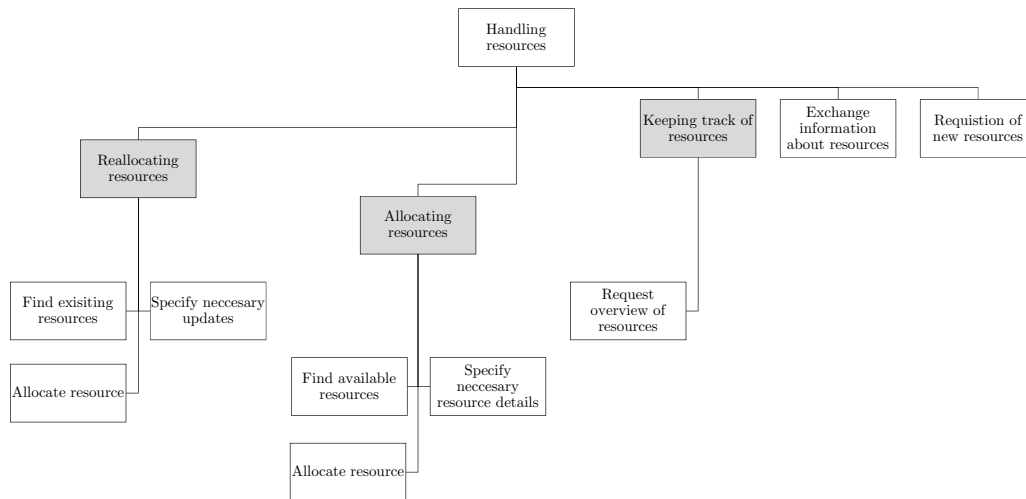 Handling
resources
Keeping track of
resources
Exchange
information
about resources
Requistion of
new resources
Reallocating
resources
Allocating
resources
Find exisiting
resources
Specify neccesary
updates
Request
overview of
resources
Allocate resource
Find available
resources
Specify
neccesary
resource details
Allocate resource